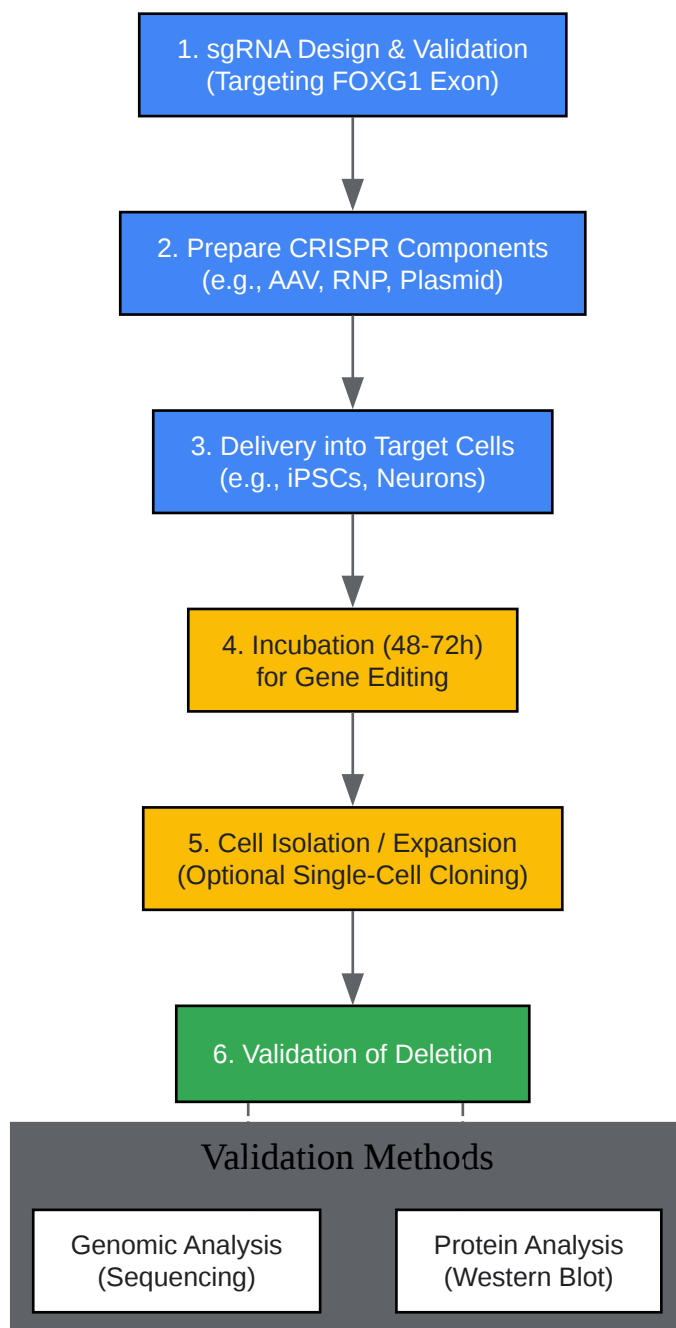 1. sgRNA Design & Validation
(Targeting FOXG1 Exon)
2. Prepare CRISPR Components
(e.g., AAV, RNP, Plasmid)
3. Delivery into Target Cells
(e.g., iPSCs, Neurons)
4. Incubation (48-72h)
for Gene Editing
5. Cell Isolation / Expansion
(Optional Single-Cell Cloning)
6. Validation of Deletion
Validation Methods
Genomic Analysis
(Sequencing)
Protein Analysis
(Western Blot)